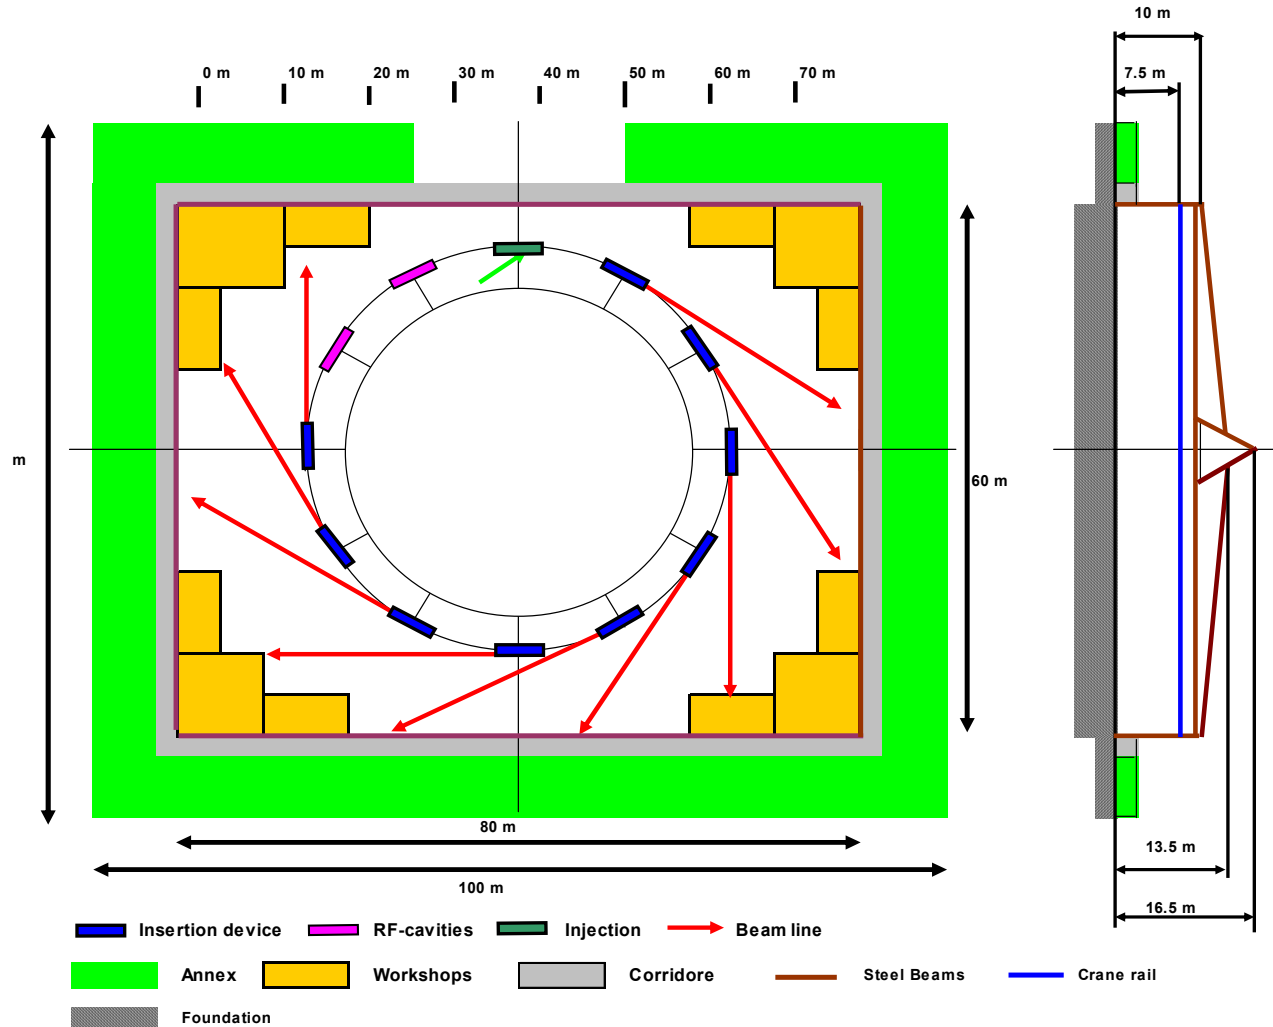 10 m
0 m 10 m 20 m 30 m 40 m 50 m 60 m 70 m
7.5 m
m
60 m
80 m
13.5 m
100 m
16.5 m
Insertion device RF-cavities Injection Beam line
Annex Workshops Corridore Steel Beams Crane rail
Foundation